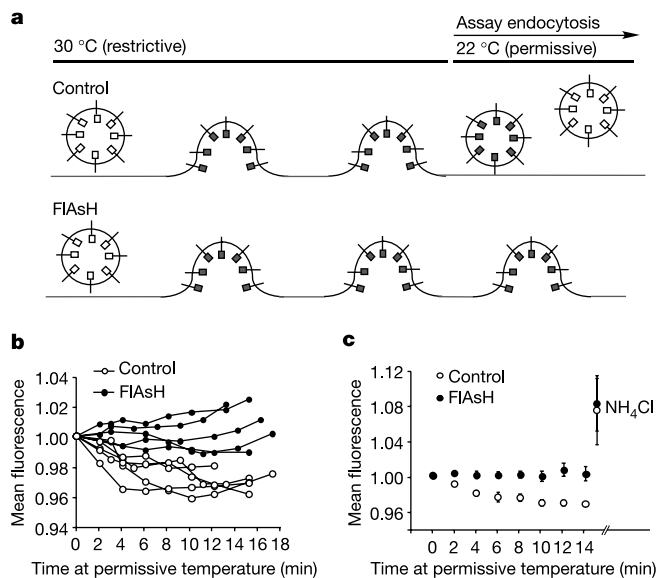 a
Assay endocytosis
30 °C (restrictive)
22 °C (permissive)
Control
FlAsH
b
Control
FlAsH
Mean fluorescence
1.04
1.02
1.00
0.98
0.96
0.94
0 2 4 6 8 10 12 14 16 18
Time at permissive temperature (min)
c
Control
FlAsH
NH4Cl
Mean fluorescence
1.12
1.08
1.04
1.00
0.96
0 2 4 6 8 10 12 14
Time at permissive temperature (min)